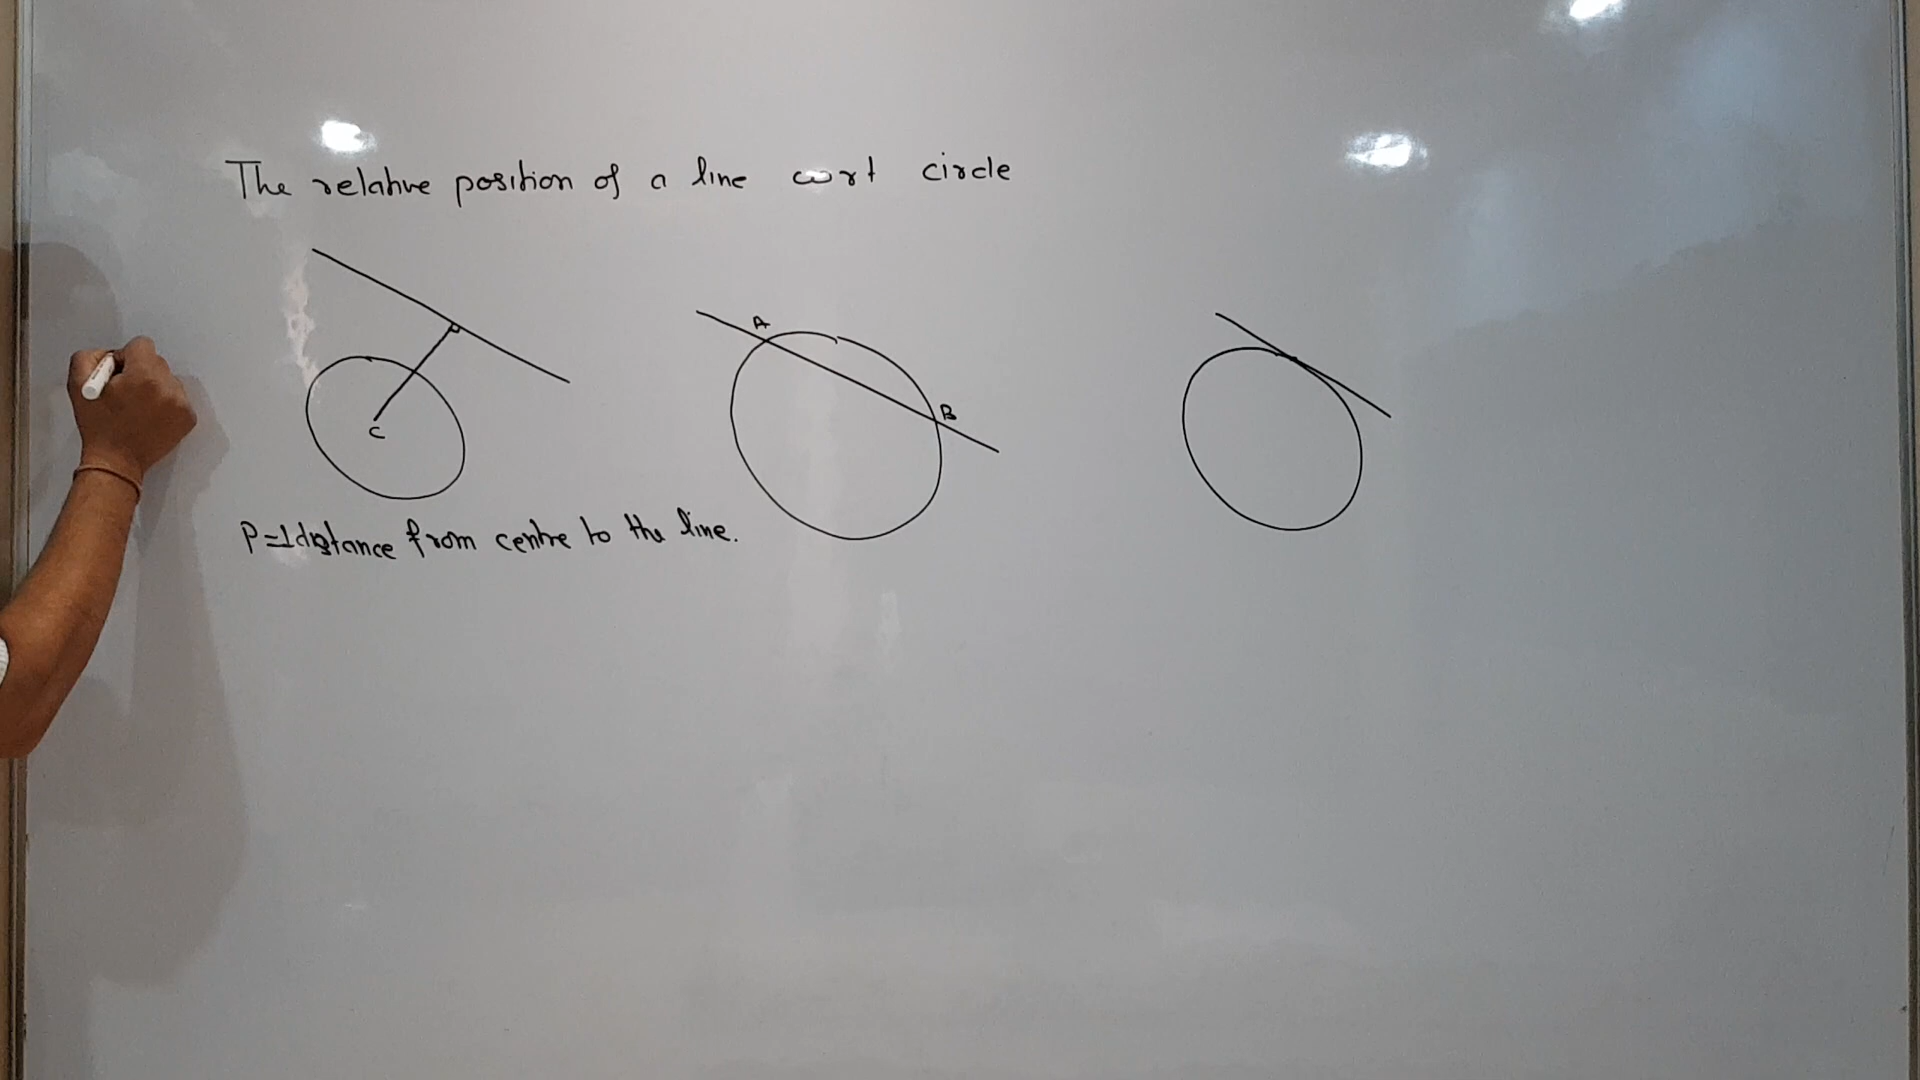 The relative position of a line wrt circle
A
B
C
P=⊥distance from centre to the line.